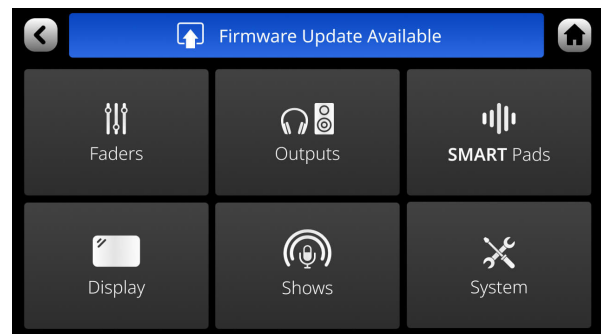 Firmware Update Available
Faders
Outputs
SMART Pads
Display
Shows
System